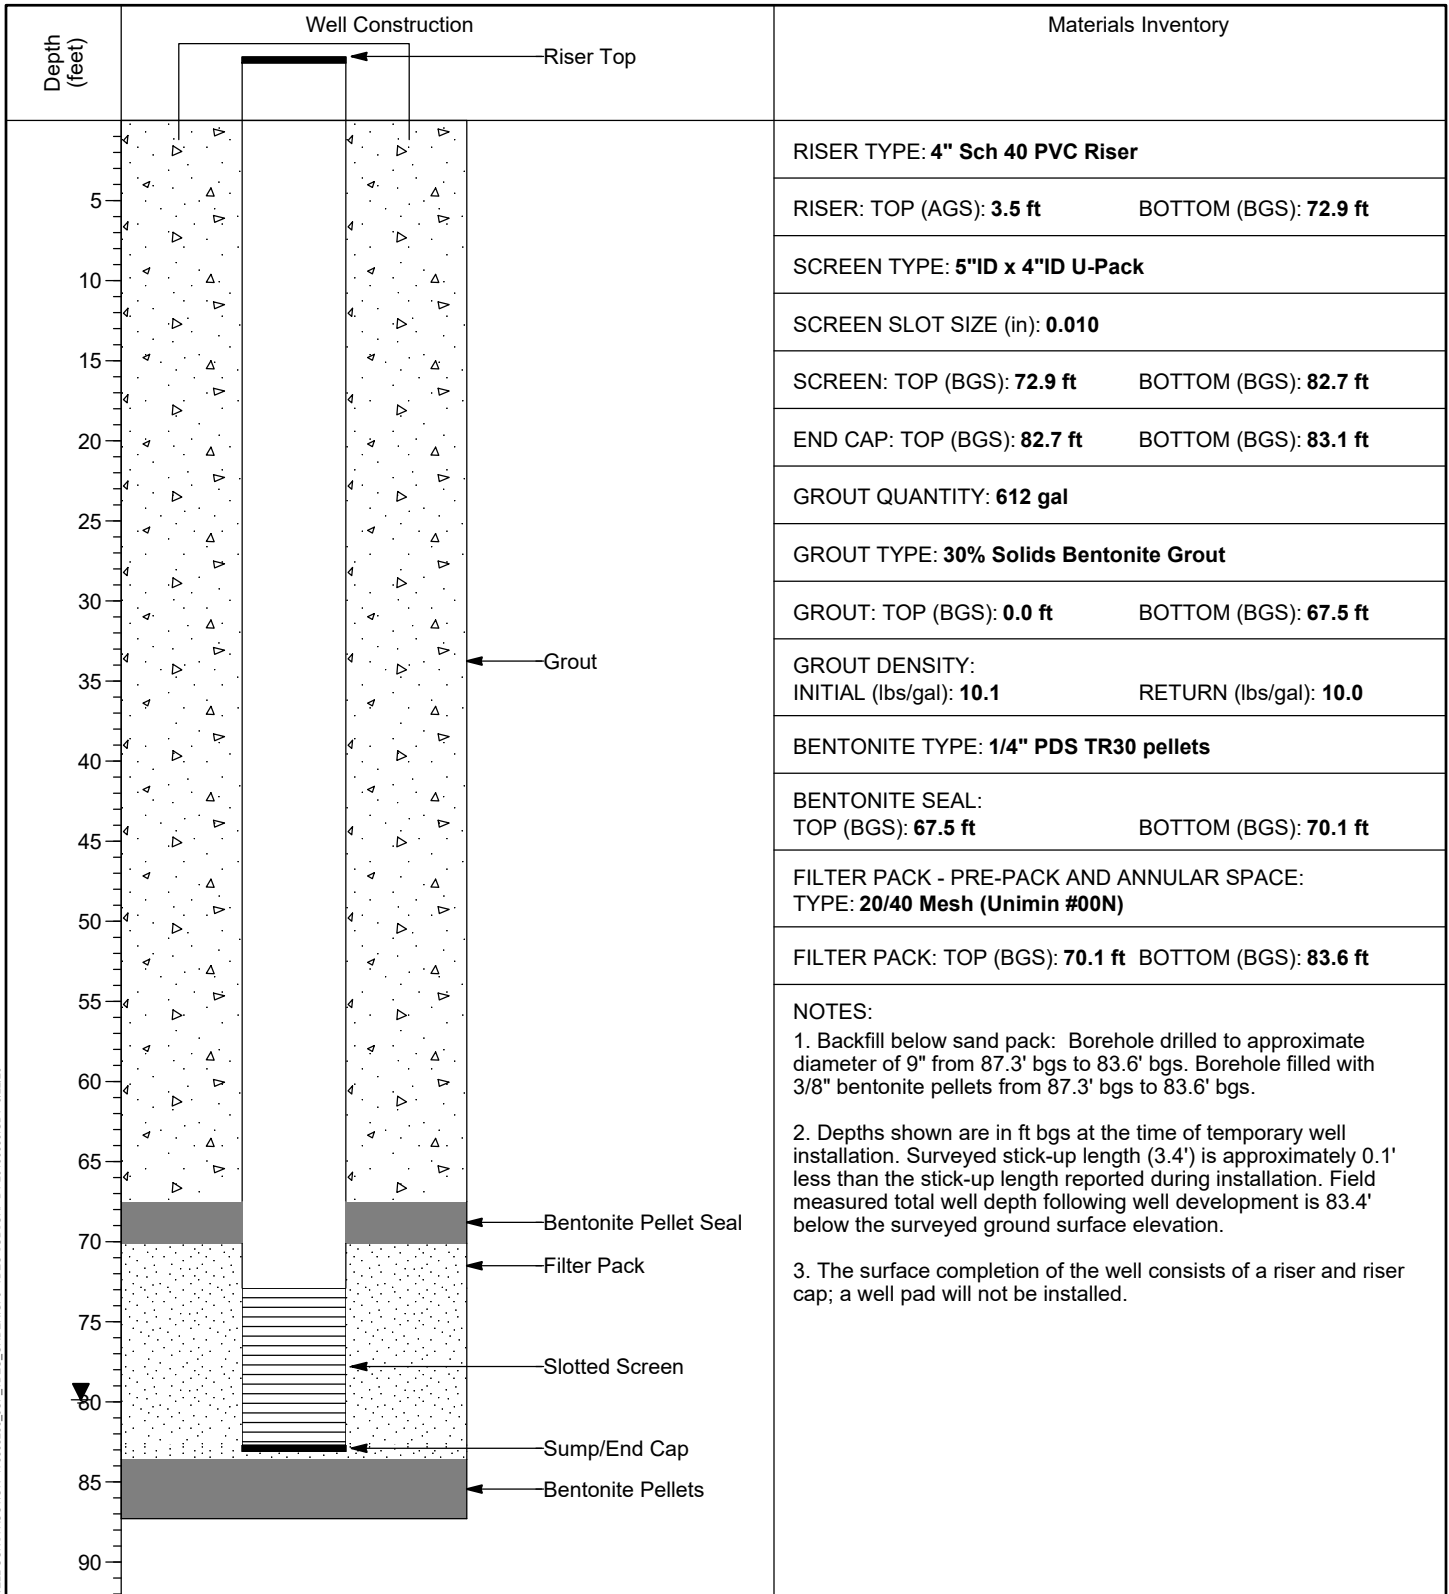 Depth
(feet)
Well Construction
Materials Inventory
Riser Top
5
10
15
20
25
30
35
40
45
50
55
60
65
70
75
80
85
90
Grout
Bentonite Pellet Seal
Filter Pack
Slotted Screen
Sump/End Cap
Bentonite Pellets
RISER TYPE: 4" Sch 40 PVC Riser
RISER: TOP (AGS): 3.5 ft BOTTOM (BGS): 72.9 ft
SCREEN TYPE: 5"ID x 4"ID U-Pack
SCREEN SLOT SIZE (in): 0.010
SCREEN: TOP (BGS): 72.9 ft BOTTOM (BGS): 82.7 ft
END CAP: TOP (BGS): 82.7 ft BOTTOM (BGS): 83.1 ft
GROUT QUANTITY: 612 gal
GROUT TYPE: 30% Solids Bentonite Grout
GROUT: TOP (BGS): 0.0 ft BOTTOM (BGS): 67.5 ft
GROUT DENSITY:
INITIAL (lbs/gal): 10.1 RETURN (lbs/gal): 10.0
BENTONITE TYPE: 1/4" PDS TR30 pellets
BENTONITE SEAL:
TOP (BGS): 67.5 ft BOTTOM (BGS): 70.1 ft
FILTER PACK - PRE-PACK AND ANNULAR SPACE:
TYPE: 20/40 Mesh (Unimin #00N)
FILTER PACK: TOP (BGS): 70.1 ft BOTTOM (BGS): 83.6 ft
NOTES:
1. Backfill below sand pack: Borehole drilled to approximate
diameter of 9" from 87.3' bgs to 83.6' bgs. Borehole filled with
3/8" bentonite pellets from 87.3' bgs to 83.6' bgs.
2. Depths shown are in ft bgs at the time of temporary well
installation. Surveyed stick-up length (3.4') is approximately 0.1'
less than the stick-up length reported during installation. Field
measured total well depth following well development is 83.4'
below the surveyed ground surface elevation.
3. The surface completion of the well consists of a riser and riser
cap; a well pad will not be installed.